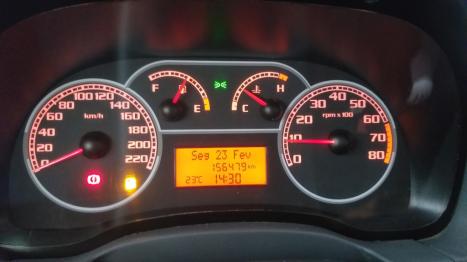 F E
C H
0 20 40 60 80 100 120 140 160 180 200 220
km/h
0 10 20 30 40 50 60 70 80
rpm x 100
Seg 23 Fev
156479 km
23°C 14:30